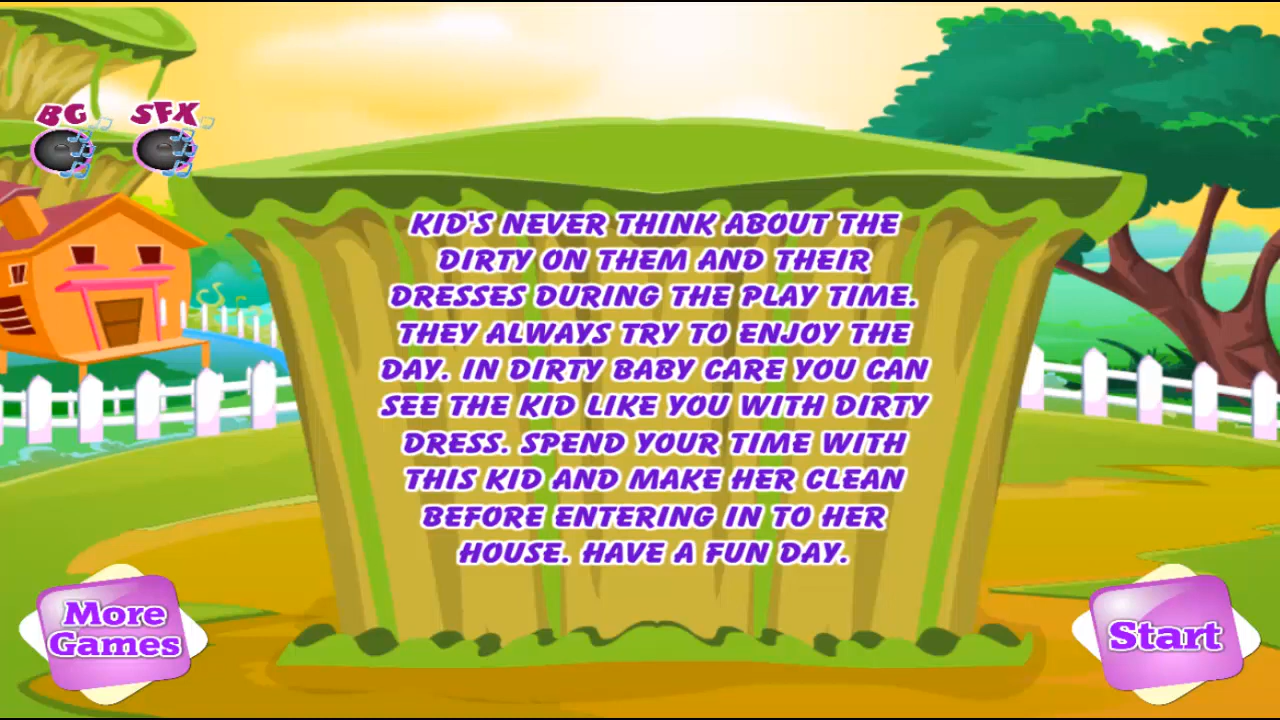 BG SFX
KID'S NEVER THINK ABOUT THE
DIRTY ON THEM AND THEIR
DRESSES DURING THE PLAY TIME.
THEY ALWAYS TRY TO ENJOY THE
DAY. IN DIRTY BABY CARE YOU CAN
SEE THE KID LIKE YOU WITH DIRTY
DRESS. SPEND YOUR TIME WITH
THIS KID AND MAKE HER CLEAN
BEFORE ENTERING IN TO HER
HOUSE. HAVE A FUN DAY.
More
Games
Start